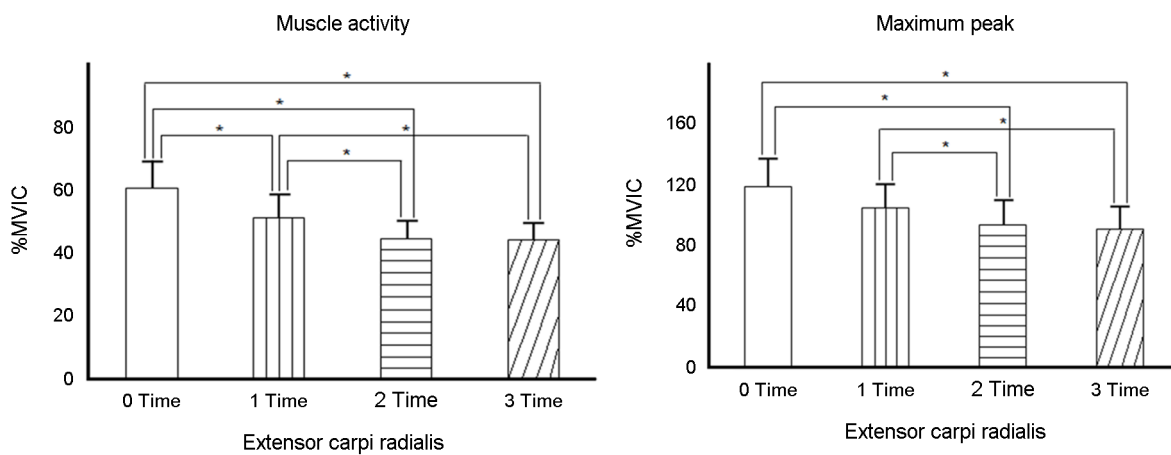 Muscle activity
%MVIC
80
60
40
20
0
*
*
*
*
*
0 Time
1 Time
2 Time
3 Time
Extensor carpi radialis
Maximum peak
%MVIC
160
120
80
40
0
*
*
*
*
0 Time
1 Time
2 Time
3 Time
Extensor carpi radialis